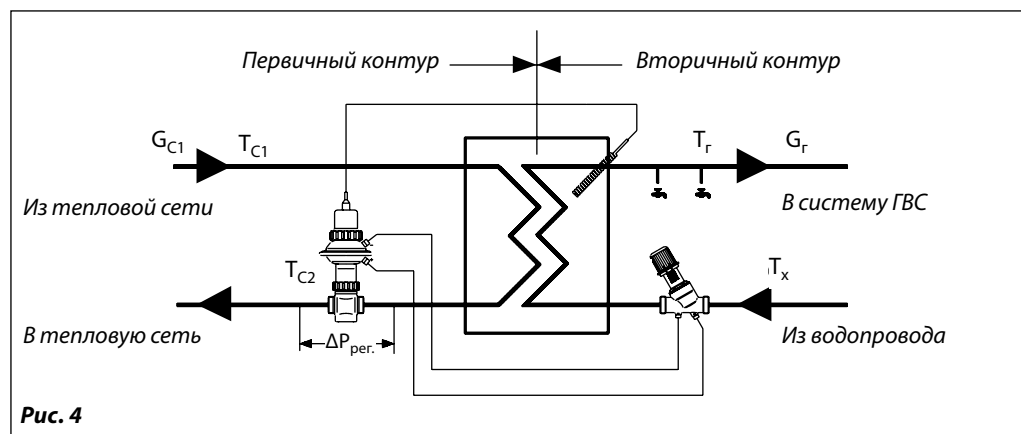 Первичный контур
Вторичный контур
G_C1
T_C1
T_г
G_г
Из тепловой сети
В систему ГВС
T_C2
T_x
В тепловую сеть
ΔP_рег.
Из водопровода
Рис. 4